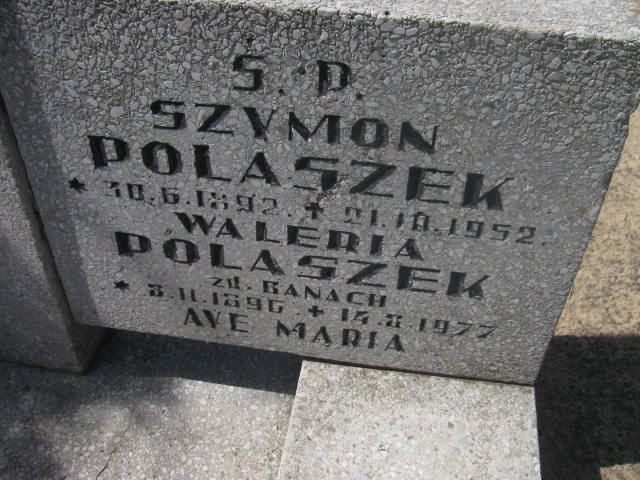 Ś. P.
SZYMON
POLASZEK
* 30.6.1892. + 21.10.1952.
WALERIA
POLASZEK
zd. BANACH
* 8.11.1896 + 14.8.1977
AVE MARIA